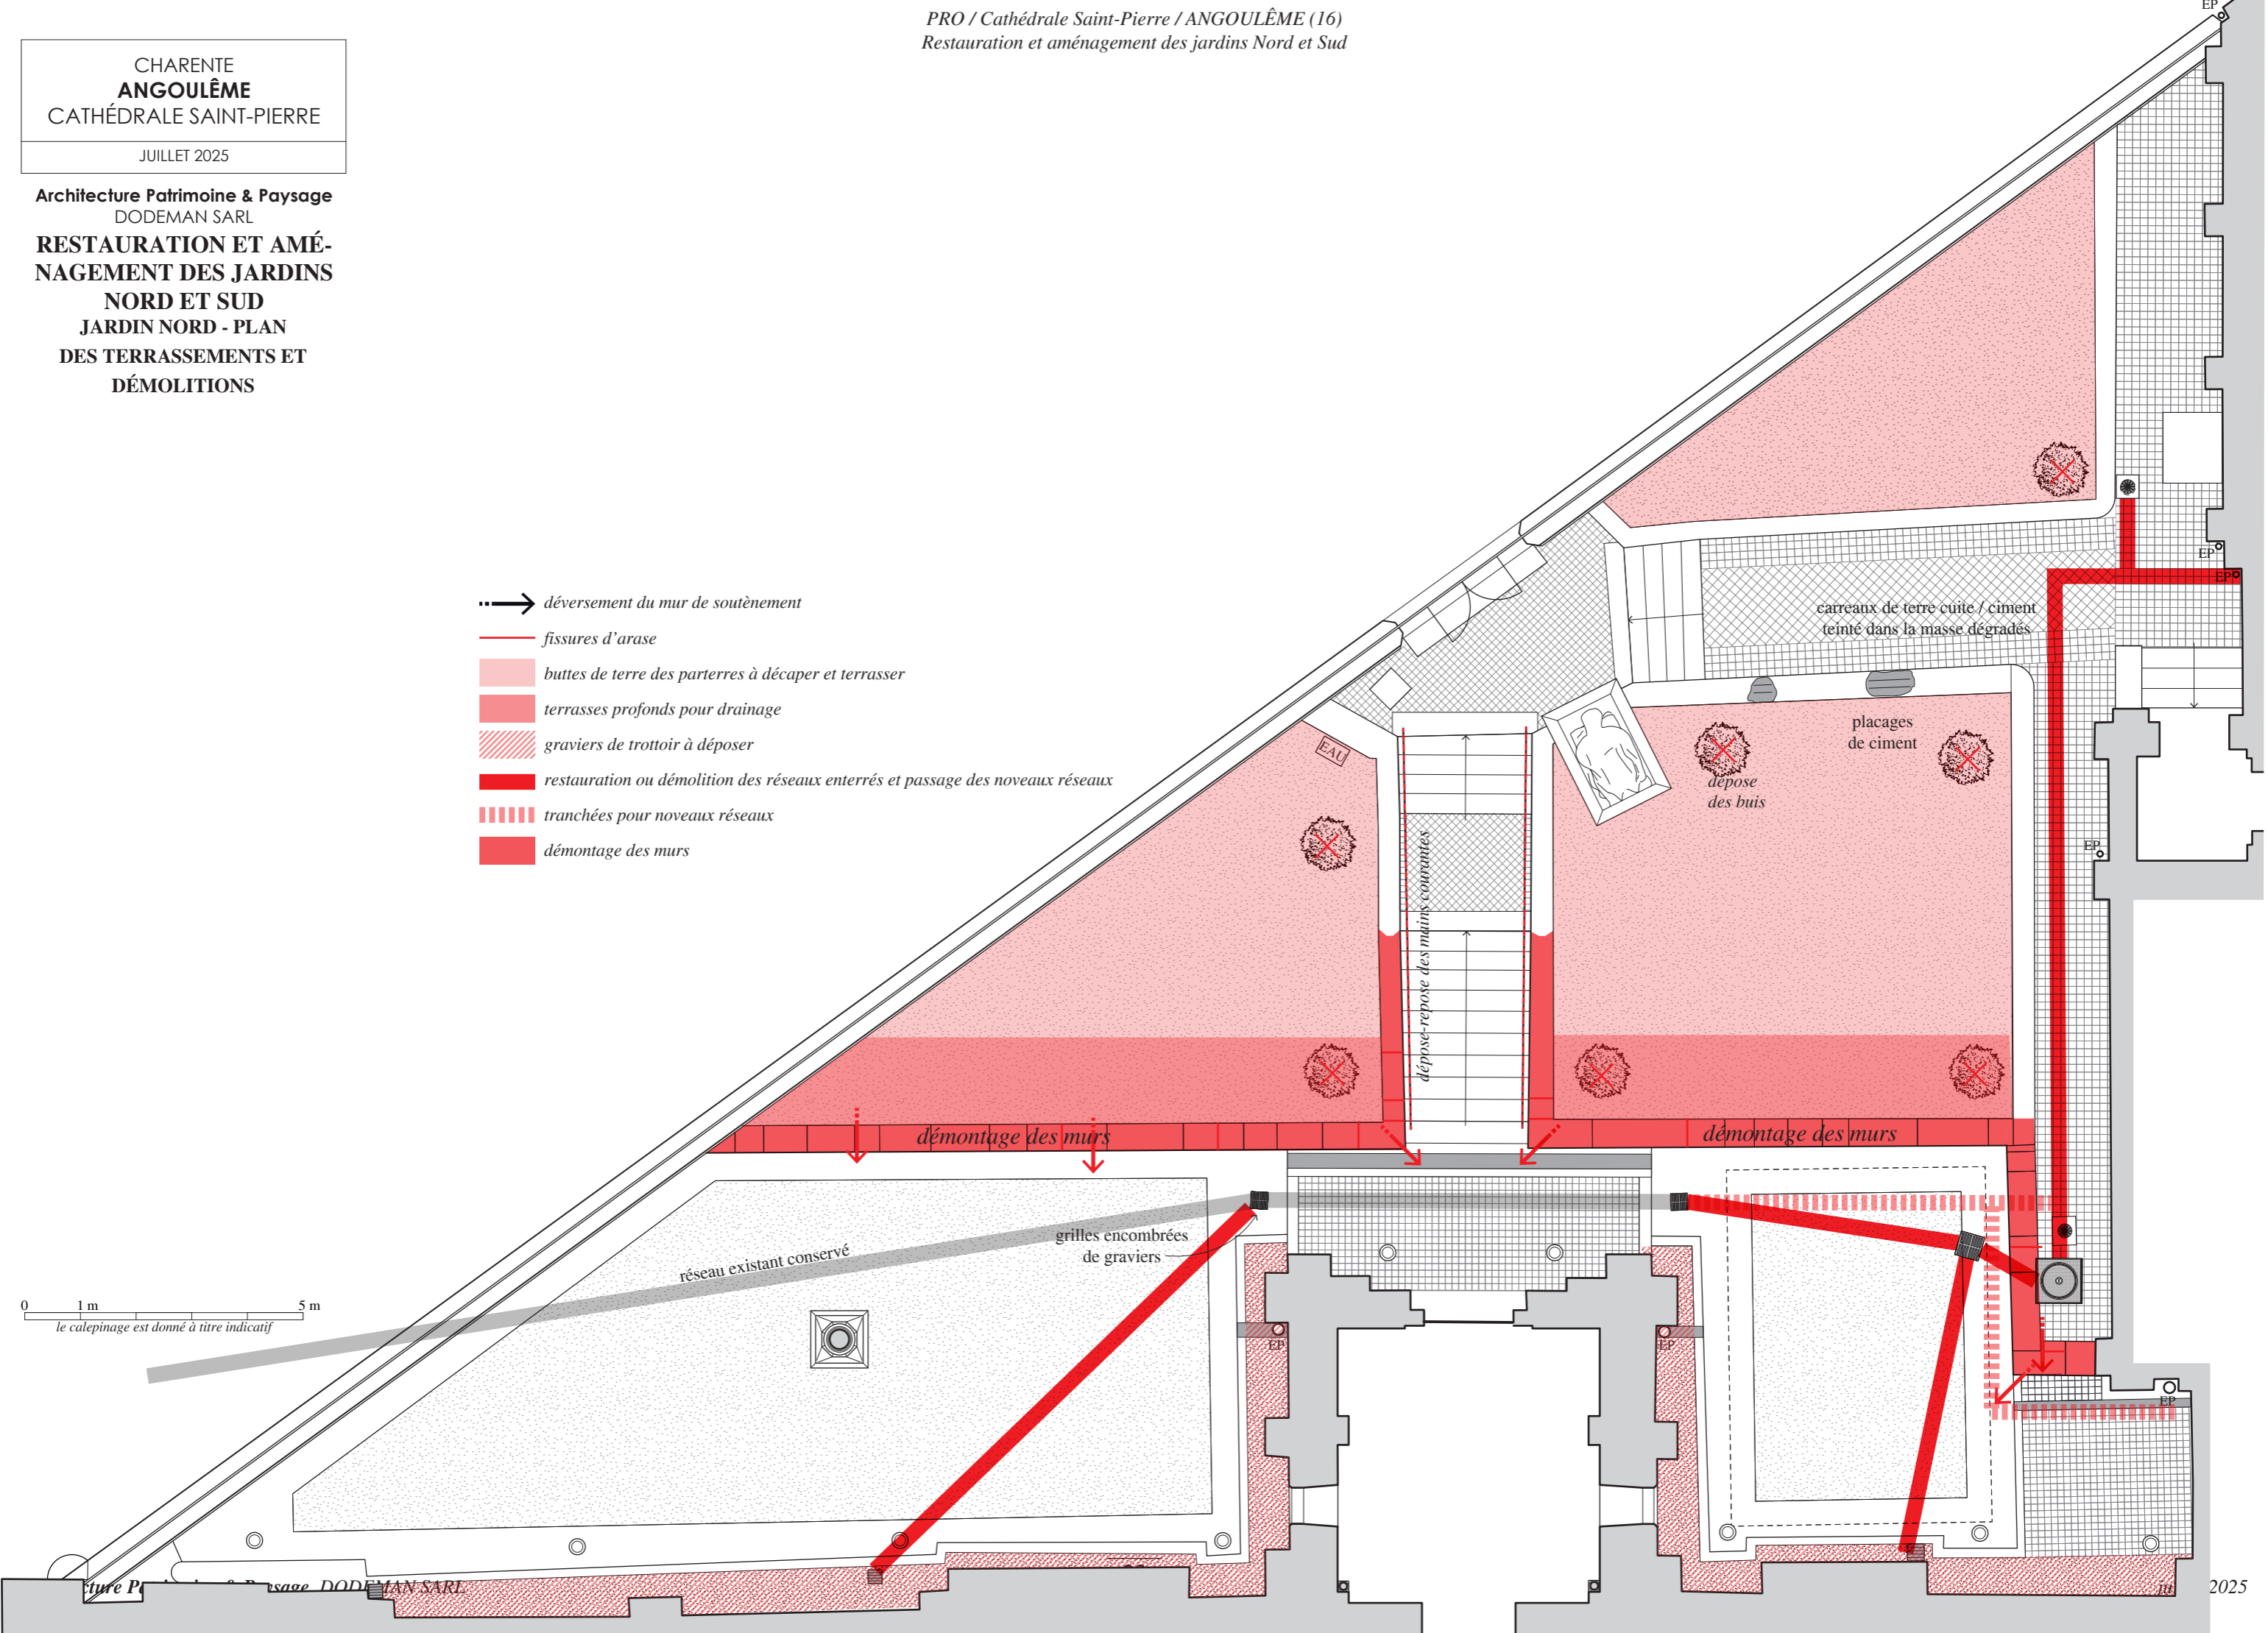 PRO / Cathédrale Saint-Pierre / ANGOULÊME (16)
Restauration et aménagement des jardins Nord et Sud
CHARENTE
ANGOULÊME
CATHÉDRALE SAINT-PIERRE
JUILLET 2025
Architecture Patrimoine & Paysage
DODEMAN SARL
RESTAURATION ET AMÉ-
NAGEMENT DES JARDINS
NORD ET SUD
JARDIN NORD - PLAN
DES TERRASSEMENTS ET
DÉMOLITIONS
déversement du mur de soutènement
fissures d'arase
buttes de terre des parterres à décaper et terrasser
terrasses profonds pour drainage
graviers de trottoir à déposer
restauration ou démolition des réseaux enterrés et passage des noveaux réseaux
tranchées pour noveaux réseaux
démontage des murs
EP
EP
EP
carreaux de terre cuite / ciment
teinté dans la masse dégradés
placages
de ciment
EAU
dépose
des buis
dépose-repose des mains courantes
EP
démontage des murs
démontage des murs
grilles encombrées
de graviers
réseau existant conservé
0 1 m 5 m
le calepinage est donné à titre indicatif
EP
EP
EP
DODEMAN SARL
2025